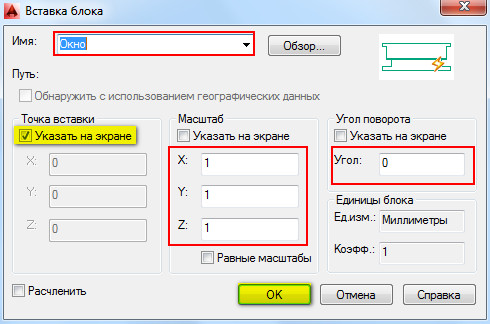 Вставка блока
Имя: Окно Обзор...
Путь:
Обнаружить с использованием географических данных
Точка вставки
Указать на экране
X: 0
Y: 0
Z: 0
Масштаб
Указать на экране
X: 1
Y: 1
Z: 1
Равные масштабы
Угол поворота
Указать на экране
Угол: 0
Единицы блока
Ед.изм.: Миллиметры
Коэфф.: 1
Расчленить
OK Отмена Справка